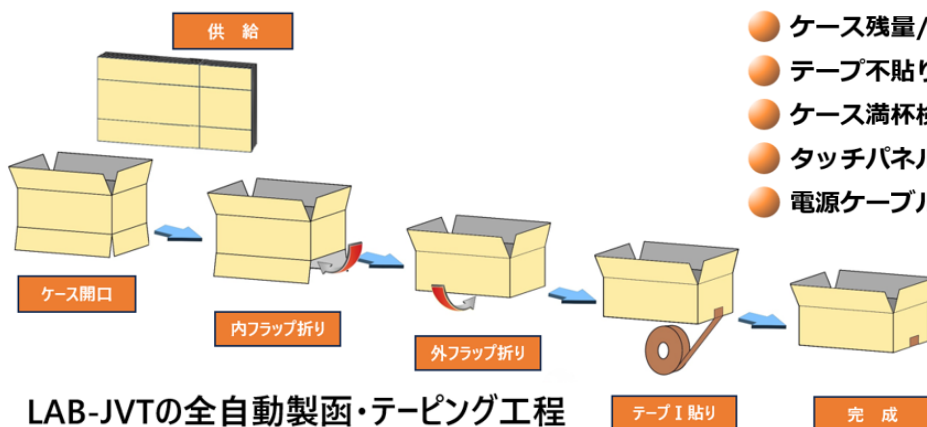 供 給
ケース残量/
テープ不貼り
ケース満杯検
タッチパネル
電源ケーブル
ケース開口
内フラップ折り
外フラップ折り
テープI貼り
完 成
LAB-JVTの全自動製函・テーピング工程